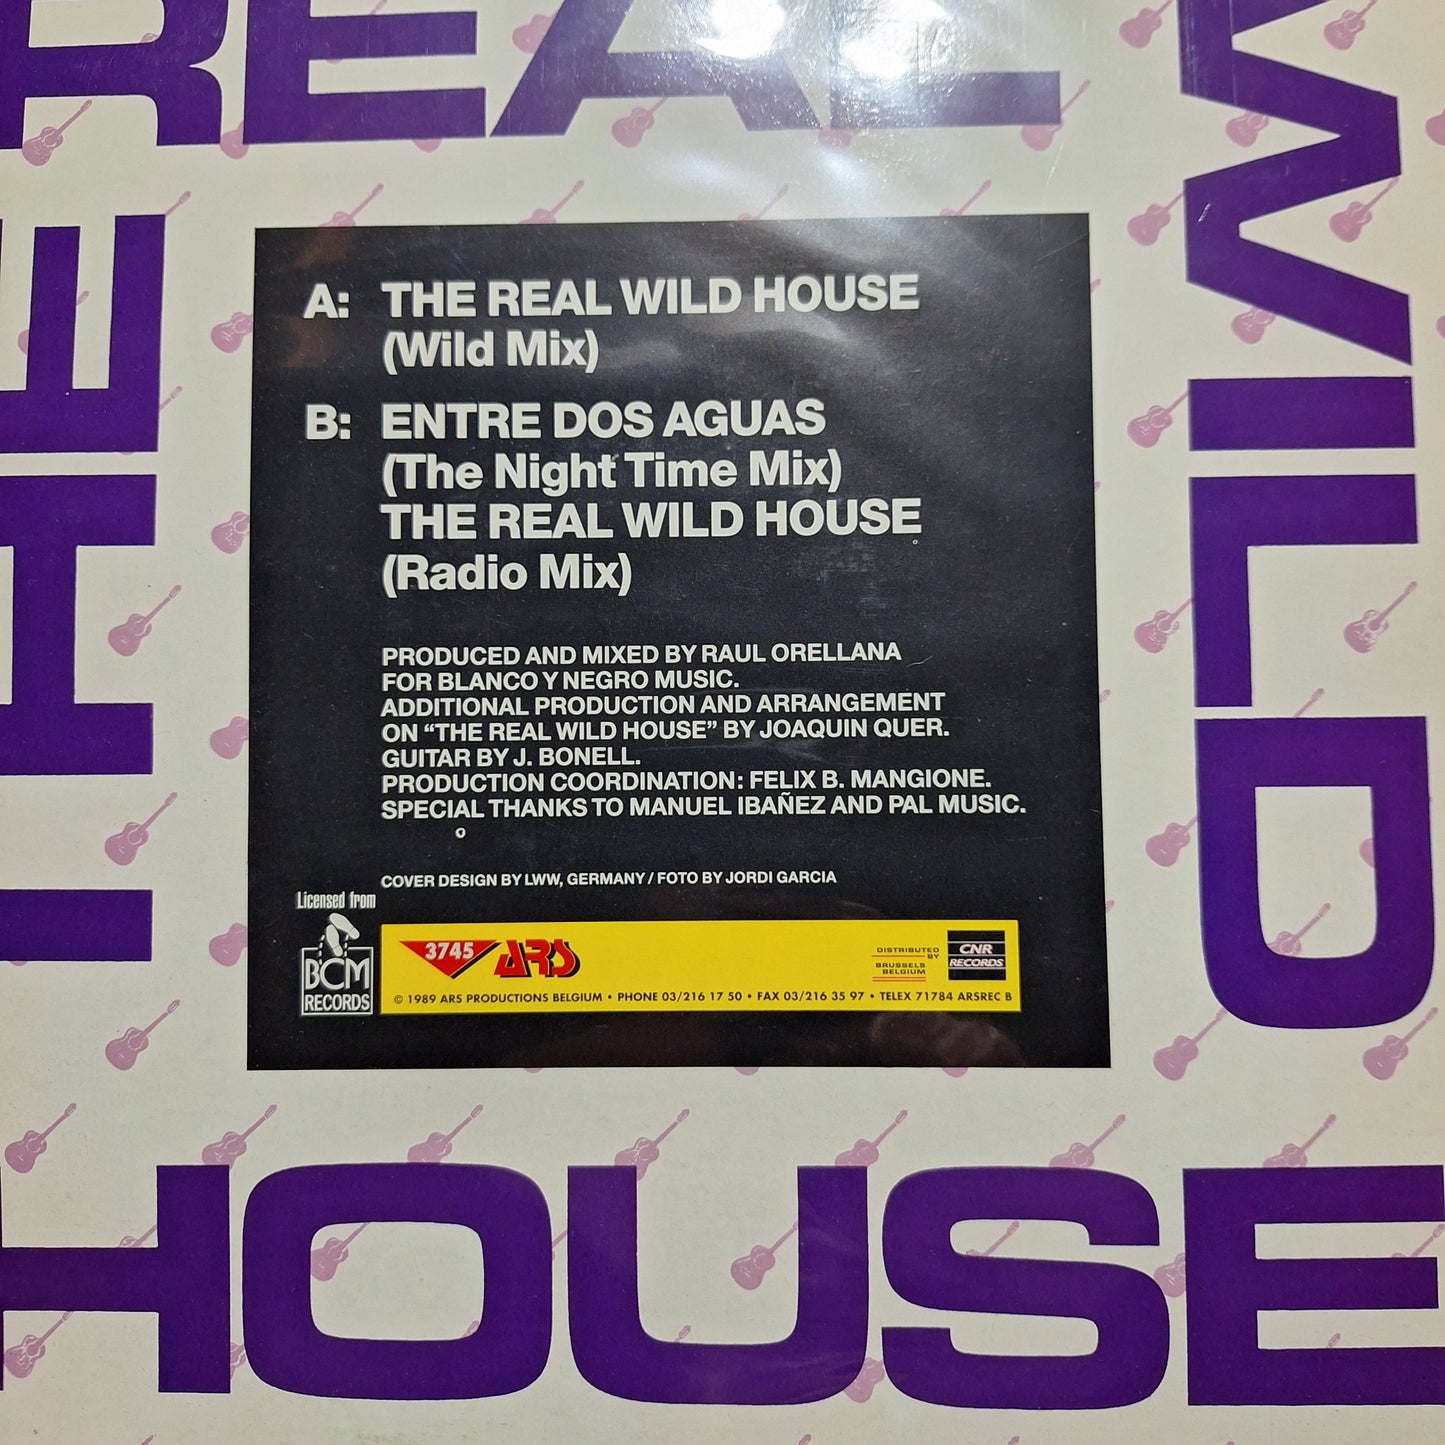 THE
REAL
WILD
HOUSE
A: THE REAL WILD HOUSE
(Wild Mix)
B: ENTRE DOS AGUAS
(The Night Time Mix)
THE REAL WILD HOUSE
(Radio Mix)
PRODUCED AND MIXED BY RAUL ORELLANA
FOR BLANCO Y NEGRO MUSIC.
ADDITIONAL PRODUCTION AND ARRANGEMENT
ON “THE REAL WILD HOUSE” BY JOAQUIN QUER.
GUITAR BY J. BONELL.
PRODUCTION COORDINATION: FELIX B. MANGIONE.
SPECIAL THANKS TO MANUEL IBAÑEZ AND PAL MUSIC.
COVER DESIGN BY LWW, GERMANY / FOTO BY JORDI GARCIA
Licensed from
BCM
RECORDS
3745 ARS
DISTRIBUTED
BY
BRUSSELS
BELGIUM
CNR
RECORDS
© 1989 ARS PRODUCTIONS BELGIUM • PHONE 03/216 17 50 • FAX 03/216 35 97 • TELEX 71784 ARSREC B